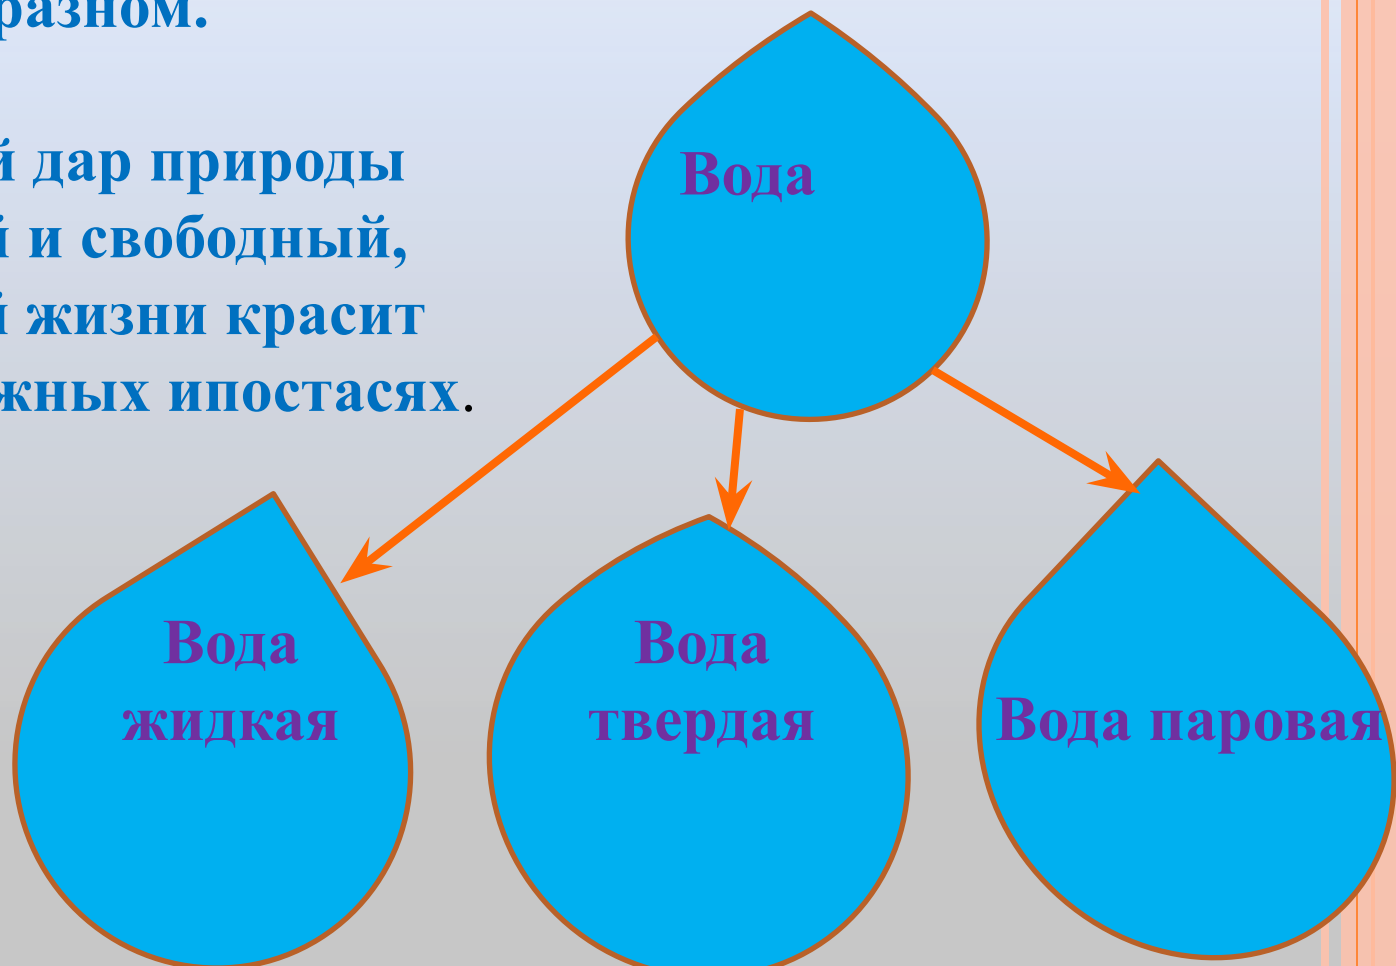 разном.
й дар природы
й и свободный,
й жизни красит
жных ипостасях.
Вода
Вода
жидкая
Вода
твердая
Вода паровая